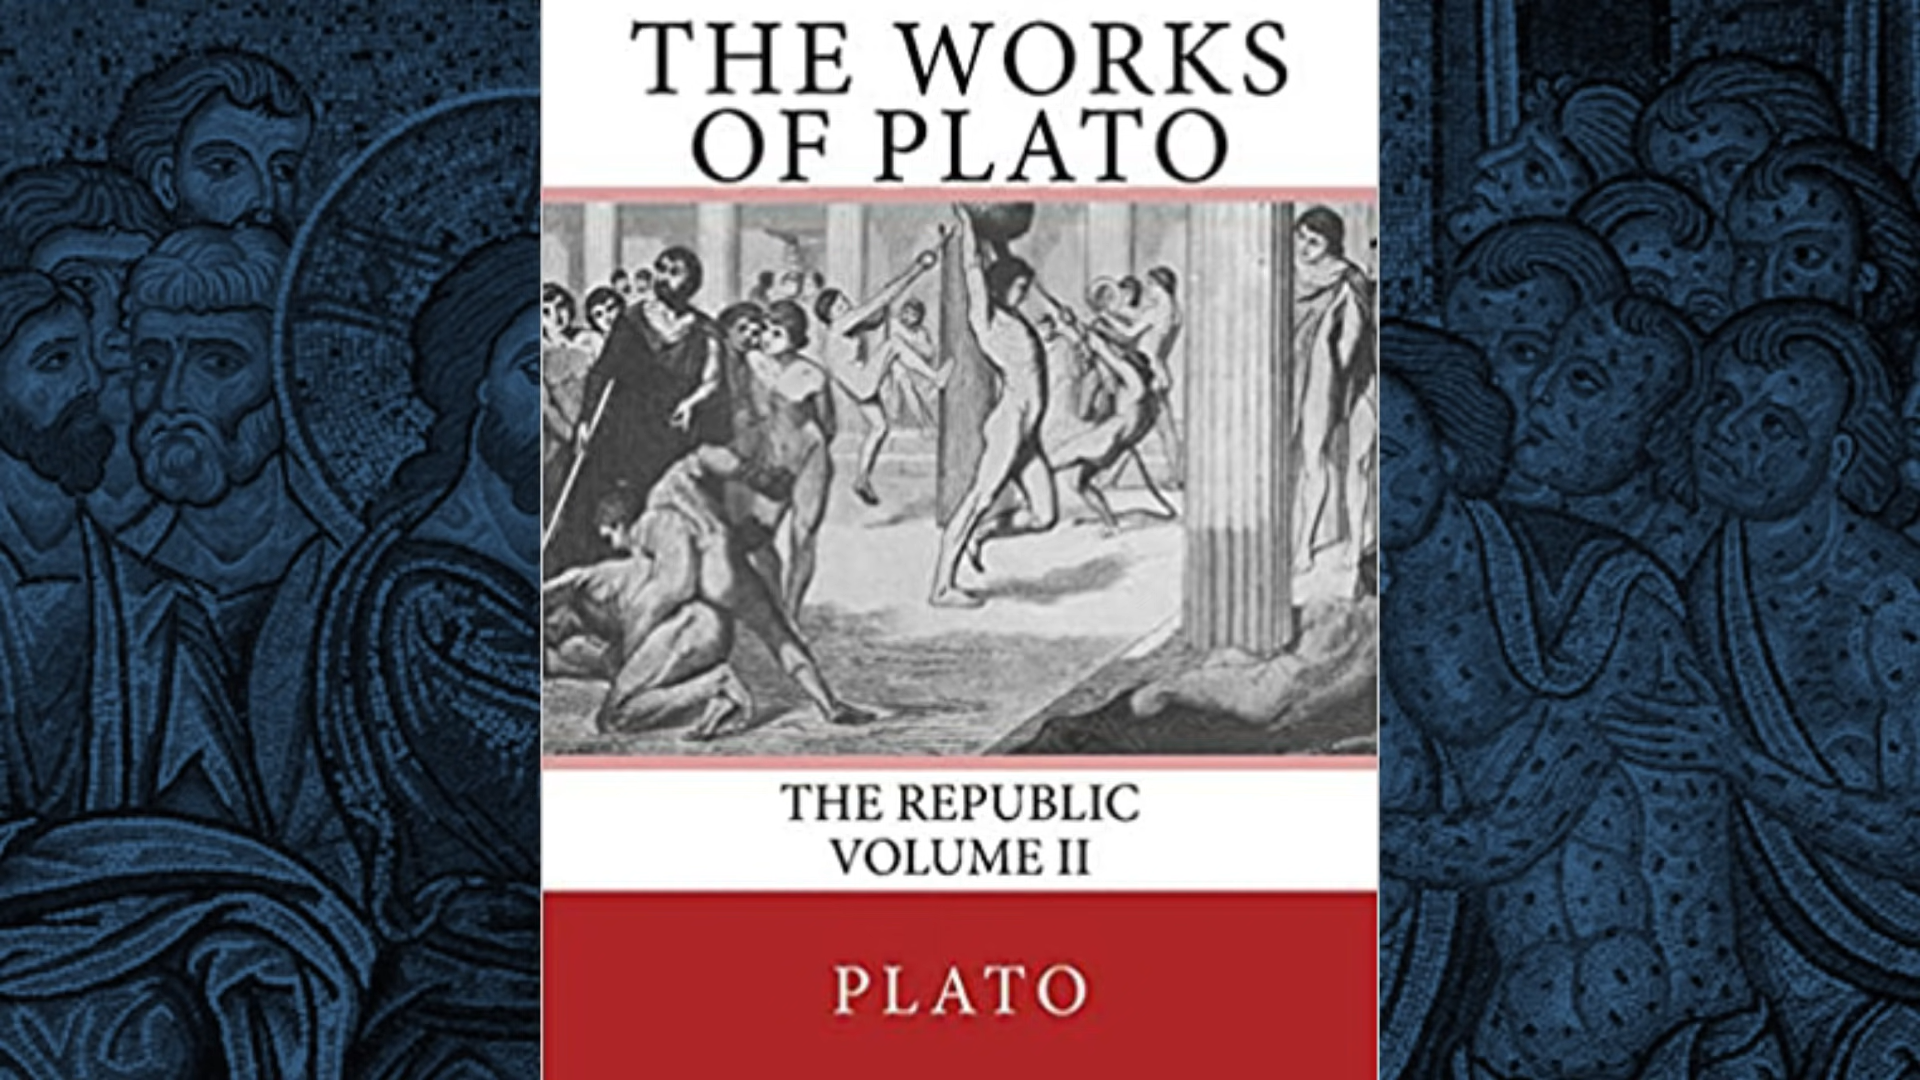 THE WORKS
OF PLATO
THE REPUBLIC
VOLUME II
PLATO